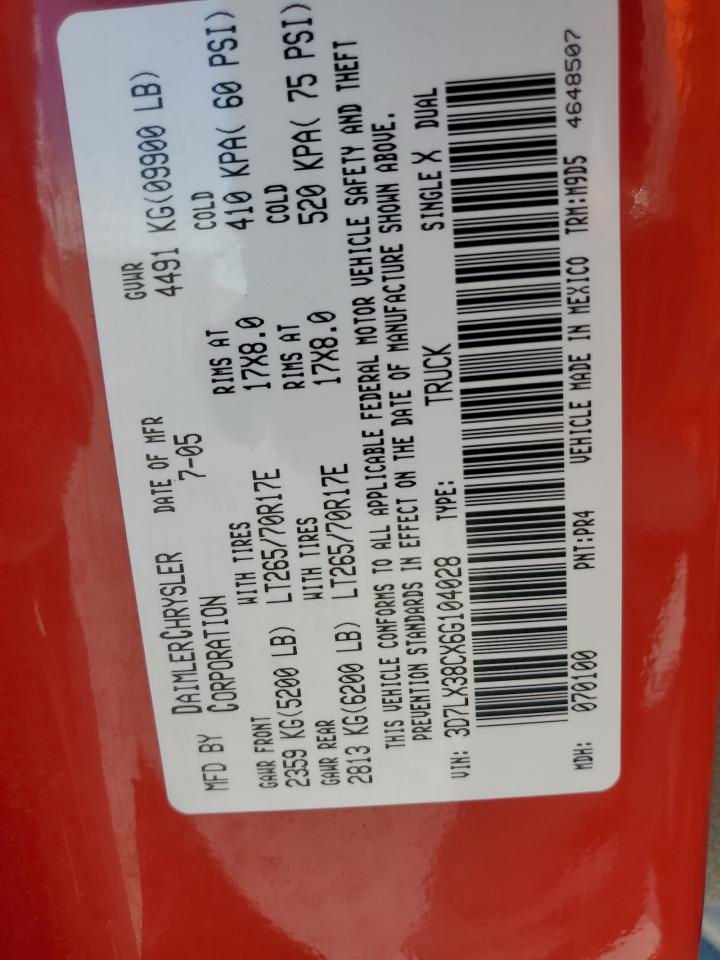 MFD BY DAIMLERCHRYSLER CORPORATION DATE OF MFR 7-05 GVWR 4491 KG(09900 LB)
GAWR FRONT WITH TIRES RIMS AT COLD
2359 KG(5200 LB) LT265/70R17E 17X8.0 410 KPA( 60 PSI)
GAWR REAR WITH TIRES RIMS AT COLD
2813 KG(6200 LB) LT265/70R17E 17X8.0 520 KPA( 75 PSI)
THIS VEHICLE CONFORMS TO ALL APPLICABLE FEDERAL MOTOR VEHICLE SAFETY AND THEFT
PREVENTION STANDARDS IN EFFECT ON THE DATE OF MANUFACTURE SHOWN ABOVE.
VIN: 3D7LX38CX6G104028 TYPE: TRUCK SINGLE X DUAL
MDH: 070100 PNT:PR4 VEHICLE MADE IN MEXICO TRM:M9D5 4648507